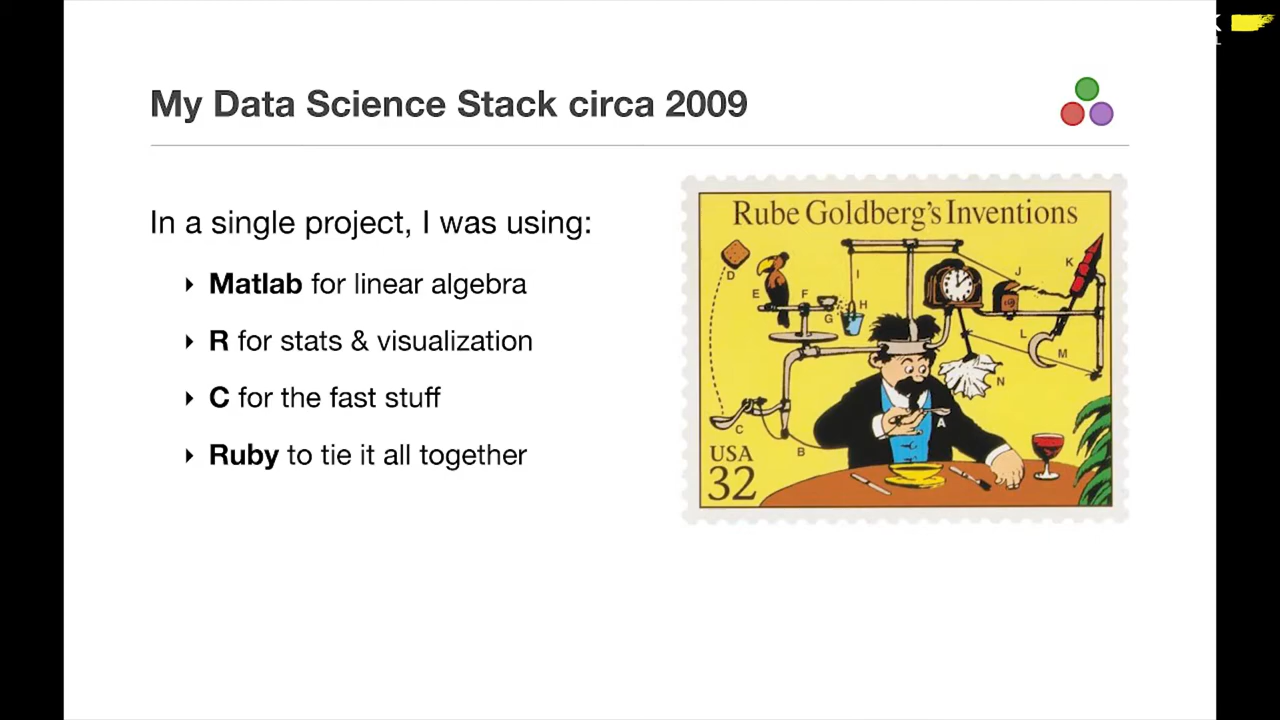 My Data Science Stack circa 2009
In a single project, I was using:
Matlab for linear algebra
R for stats & visualization
C for the fast stuff
Ruby to tie it all together
Rube Goldberg's Inventions
D
E
F
G
H
I
J
K
L
M
N
A
B
C
USA
32